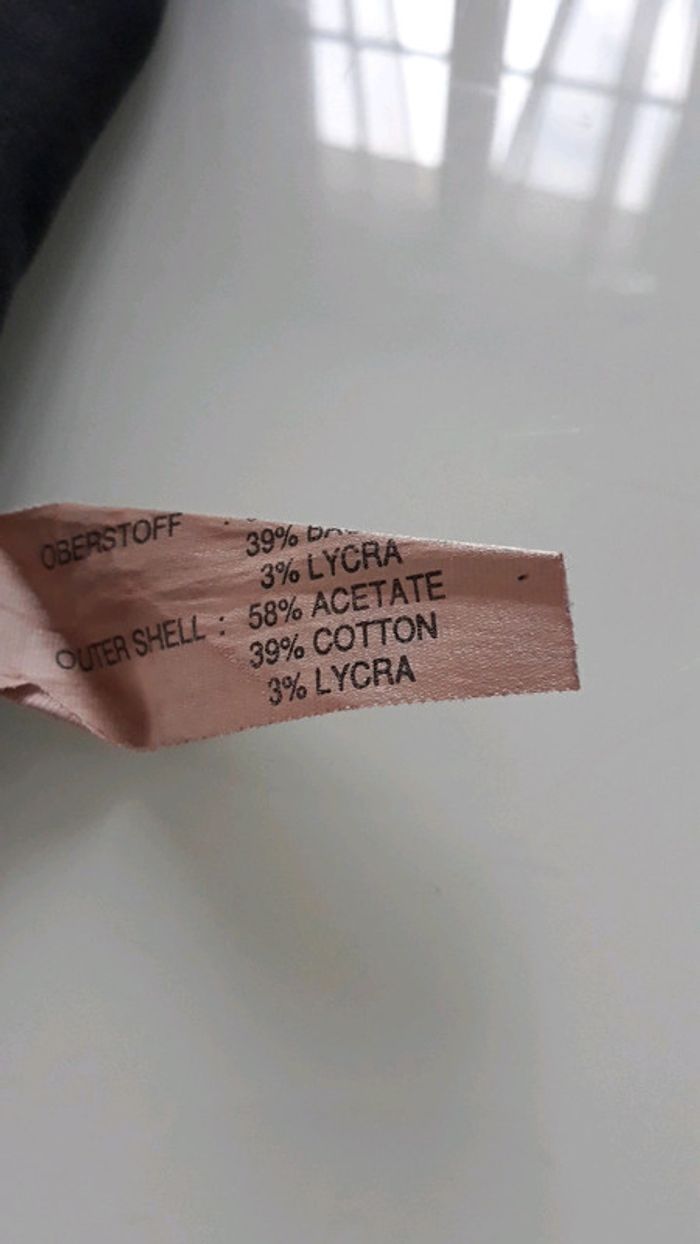 OBERSTOFF :
39%
3% LYCRA
OUTER SHELL : 58% ACETATE
39% COTTON
3% LYCRA